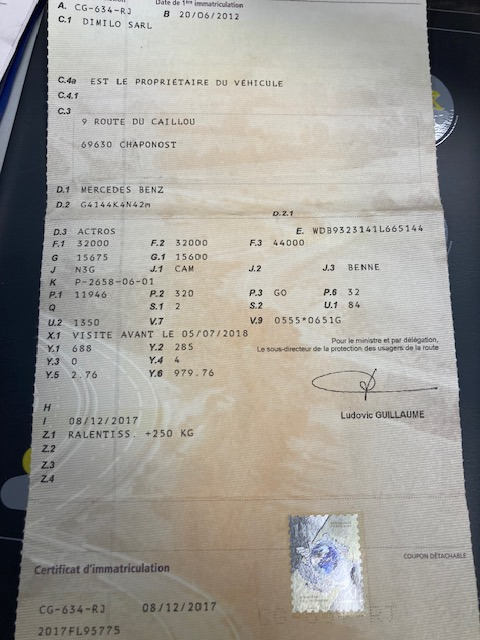 Date de 1ère immatriculation
A. CG-634-RJ B 20/06/2012
C.1 DIMILO SARL
C.4a EST LE PROPRIÉTAIRE DU VÉHICULE
C.4.1
C.3
9 ROUTE DU CAILLOU
69630 CHAPONOST
D.1 MERCEDES BENZ
D.2 G4144K4N42m
D.2.1
D.3 ACTROS E. WDB9323141L665144
F.1 32000 F.2 32000 F.3 44000
G 15675 G.1 15600
J N3G J.1 CAM J.2 J.3 BENNE
K P-2658-06-01
P.1 11946 P.2 320 P.3 GO P.6 32
Q S.1 2 S.2 U.1 84
U.2 1350 V.7 V.9 0555*0651G
X.1 VISITE AVANT LE 05/07/2018
Y.1 688 Y.2 285
Y.3 0 Y.4 4
Y.5 2.76 Y.6 979.76
Pour le ministre et par délégation,
Le sous-directeur de la protection des usagers de la route
Ludovic GUILLAUME
H
I 08/12/2017
Z.1 RALENTISS. +250 KG
Z.2
Z.3
Z.4
COUPON DÉTACHABLE
Certificat d'immatriculation
CG-634-RJ 08/12/2017
2017FL95775